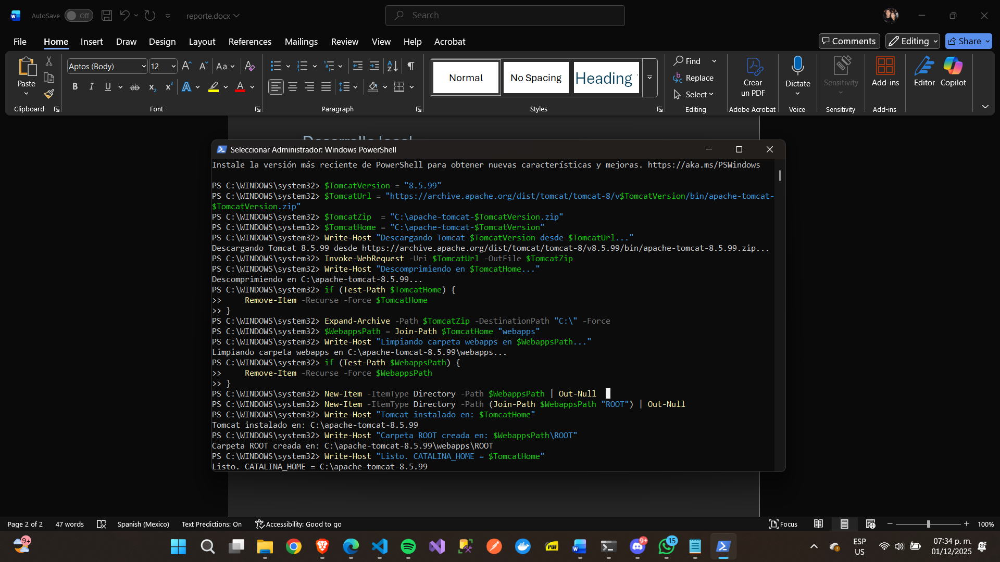 AutoSave Off reporte.docx Search
File Home Insert Draw Design Layout References Mailings Review View Help Acrobat Comments Editing Share
Paste
Clipboard
Aptos (Body) 12
Font
Paragraph
Normal No Spacing Heading
Styles
Find
Replace
Select
Editing
Crear
un PDF
Adobe Acrobat
Dictate
Voice
Sensitivity
Sensitivity
Add-ins
Add-ins
Editor Copilot
Desarrollo local
Seleccionar Administrador: Windows PowerShell
Instale la versión más reciente de PowerShell para obtener nuevas características y mejoras. https://aka.ms/PSWindows
PS C:\WINDOWS\system32> $TomcatVersion = "8.5.99"
PS C:\WINDOWS\system32> $TomcatUrl = "https://archive.apache.org/dist/tomcat/tomcat-8/v$TomcatVersion/bin/apache-tomcat-
$TomcatVersion.zip"
PS C:\WINDOWS\system32> $TomcatZip  = "C:\apache-tomcat-$TomcatVersion.zip"
PS C:\WINDOWS\system32> $TomcatHome = "C:\apache-tomcat-$TomcatVersion"
PS C:\WINDOWS\system32> Write-Host "Descargando Tomcat $TomcatVersion desde $TomcatUrl..."
Descargando Tomcat 8.5.99 desde https://archive.apache.org/dist/tomcat/tomcat-8/v8.5.99/bin/apache-tomcat-8.5.99.zip...
PS C:\WINDOWS\system32> Invoke-WebRequest -Uri $TomcatUrl -OutFile $TomcatZip
PS C:\WINDOWS\system32> Write-Host "Descomprimiendo en $TomcatHome..."
Descomprimiendo en C:\apache-tomcat-8.5.99...
PS C:\WINDOWS\system32> if (Test-Path $TomcatHome) {
>>     Remove-Item -Recurse -Force $TomcatHome
>> }
PS C:\WINDOWS\system32> Expand-Archive -Path $TomcatZip -DestinationPath "C:\" -Force
PS C:\WINDOWS\system32> $WebappsPath = Join-Path $TomcatHome "webapps"
PS C:\WINDOWS\system32> Write-Host "Limpiando carpeta webapps en $WebappsPath..."
Limpiando carpeta webapps en C:\apache-tomcat-8.5.99\webapps...
PS C:\WINDOWS\system32> if (Test-Path $WebappsPath) {
>>     Remove-Item -Recurse -Force $WebappsPath
>> }
PS C:\WINDOWS\system32> New-Item -ItemType Directory -Path $WebappsPath | Out-Null
PS C:\WINDOWS\system32> New-Item -ItemType Directory -Path (Join-Path $WebappsPath "ROOT") | Out-Null
PS C:\WINDOWS\system32> Write-Host "Tomcat instalado en: $TomcatHome"
Tomcat instalado en: C:\apache-tomcat-8.5.99
PS C:\WINDOWS\system32> Write-Host "Carpeta ROOT creada en: $WebappsPath\ROOT"
Carpeta ROOT creada en: C:\apache-tomcat-8.5.99\webapps\ROOT
PS C:\WINDOWS\system32> Write-Host "Listo. CATALINA_HOME = $TomcatHome"
Listo. CATALINA_HOME = C:\apache-tomcat-8.5.99
Page 2 of 2 47 words Spanish (Mexico) Text Predictions: On Accessibility: Good to go Focus 100%
9+ PDF 9+ 15
ESP
US
07:34 p. m.
01/12/2025